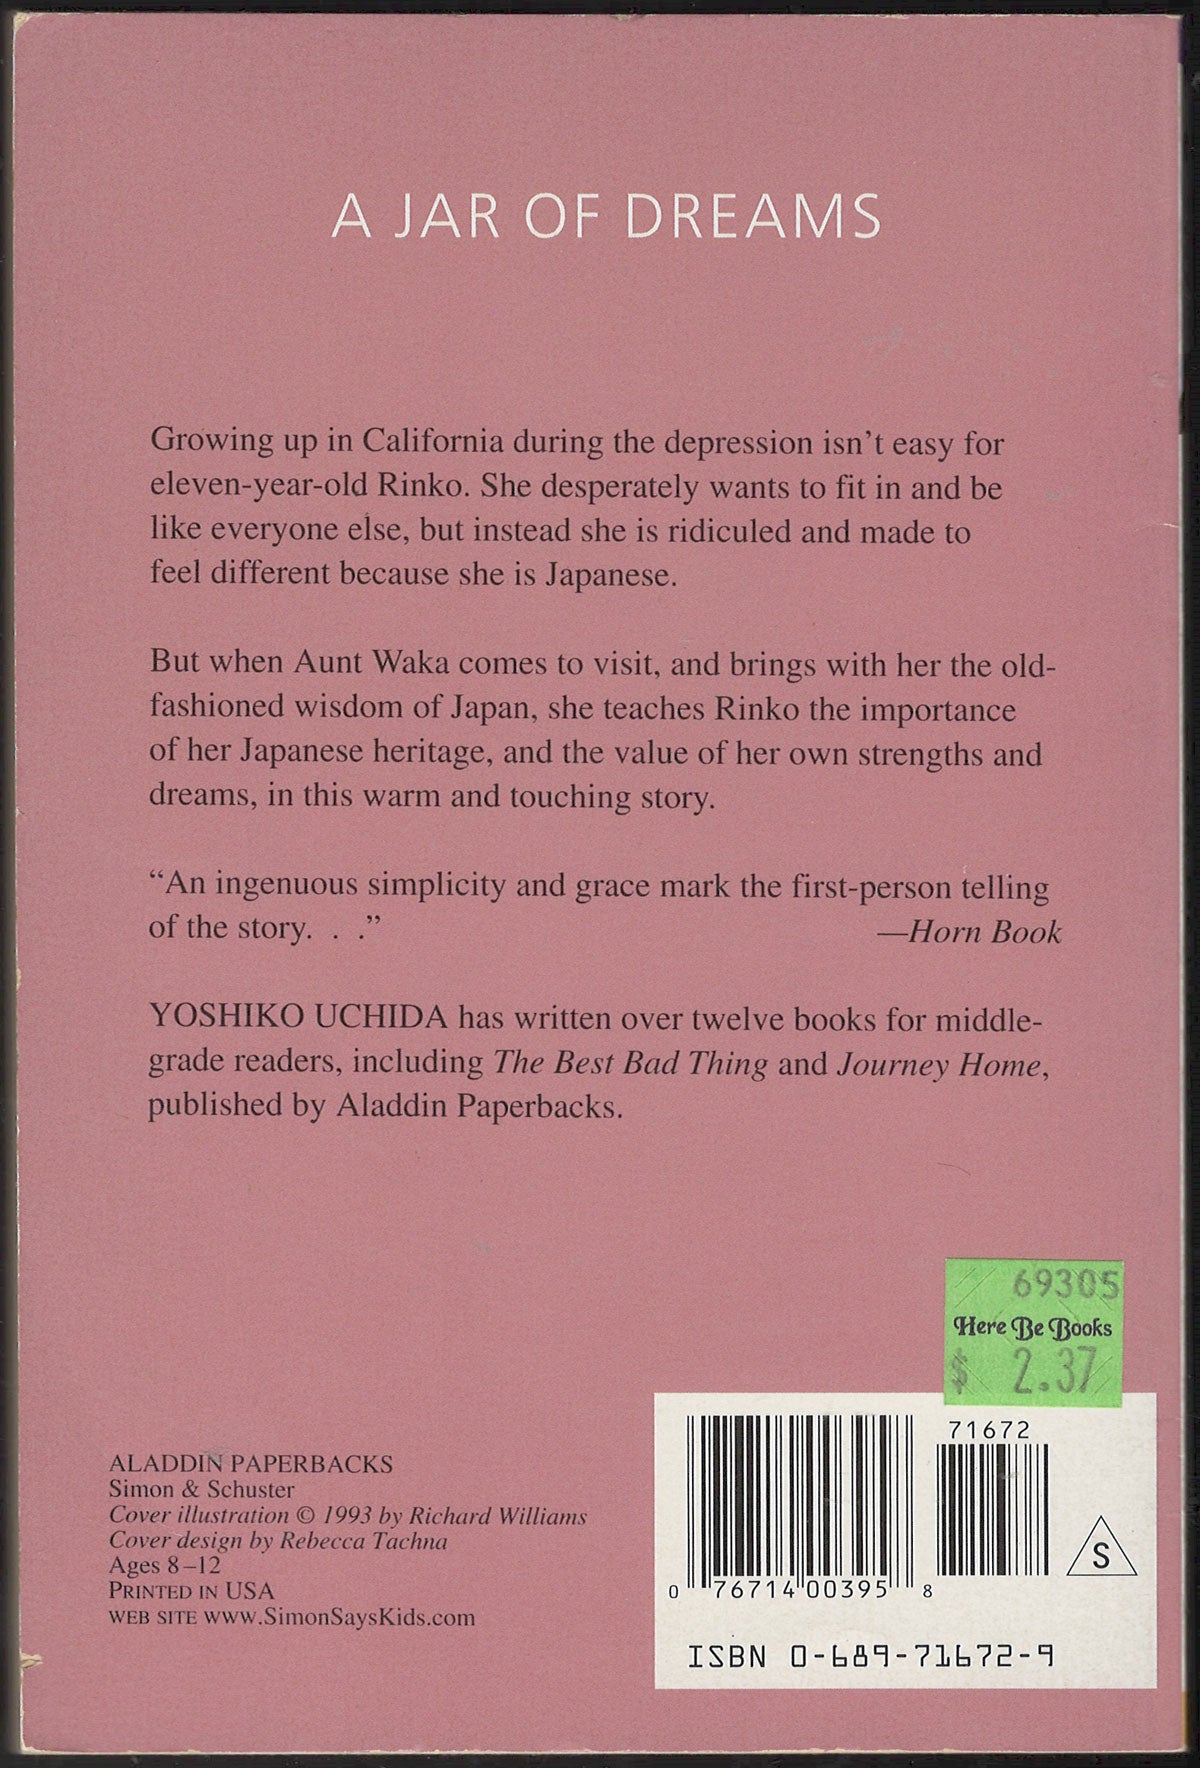 A JAR OF DREAMS
Growing up in California during the depression isn't easy for
eleven-year-old Rinko. She desperately wants to fit in and be
like everyone else, but instead she is ridiculed and made to
feel different because she is Japanese.
But when Aunt Waka comes to visit, and brings with her the old-
fashioned wisdom of Japan, she teaches Rinko the importance
of her Japanese heritage, and the value of her own strengths and
dreams, in this warm and touching story.
“An ingenuous simplicity and grace mark the first-person telling
of the story. . .” —Horn Book
YOSHIKO UCHIDA has written over twelve books for middle-
grade readers, including The Best Bad Thing and Journey Home,
published by Aladdin Paperbacks.
69305
Here Be Books
$ 2.37
ALADDIN PAPERBACKS
Simon & Schuster
Cover illustration © 1993 by Richard Williams
Cover design by Rebecca Tachna
Ages 8–12
PRINTED IN USA
WEB SITE www.SimonSaysKids.com
71672
S
0 76714 00395 8
ISBN 0-689-71672-9